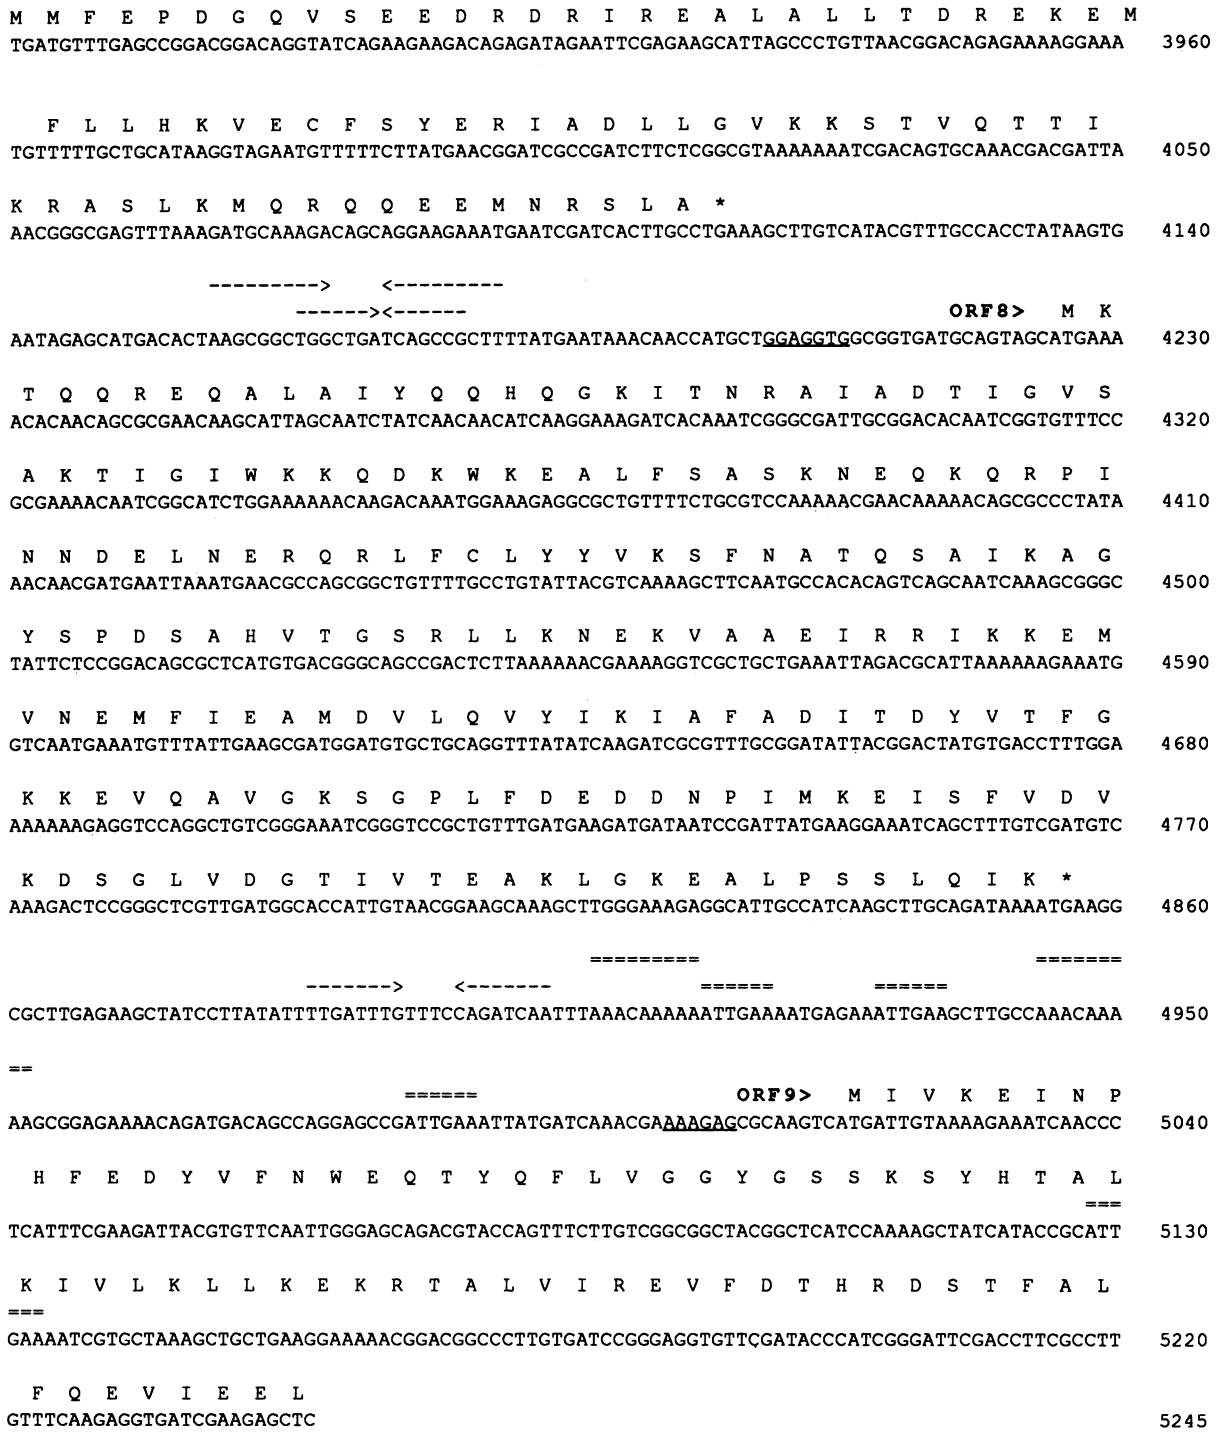 M M F E P D G Q V S E E D R D R I R E A L A L L T D R E K E M
TGATGTTTGAGCCGGACGGACAGGTATCAGAAGAAGACAGAGATAGAATTCGAGAAGCATTAGCCCTGTTAACGGACAGAGAAAAGGAAA 3960
F L L H K V E C F S Y E R I A D L L G V K K S T V Q T T I
TGTTTTTGCTGCATAAGGTAGAATGTTTTTCTTATGAACGGATCGCCGATCTTCTCGGCGTAAAAAAATCGACAGTGCAAACGACGATTA 4050
K R A S L K M Q R Q Q E E M N R S L A *
AACGGGCGAGTTTAAAGATGCAAAGACAGCAGGAAGAAATGAATCGATCACTTGCCTGAAAGCTTGTCATACGTTTGCCACCTATAAGTG 4140
---------> <---------
------><------
ORF8> M K
AATAGAGCATGACACTAAGCGGCTGGCTGATCAGCCGCTTTTATGAATAAACAACCATGCTGGAGGTGGCGGTGATGCAGTAGCATGAAA 4230
T Q Q R E Q A L A I Y Q Q H Q G K I T N R A I A D T I G V S
ACACAACAGCGCGAACAAGCATTAGCAATCTATCAACAACATCAAGGAAAGATCACAAATCGGGCGATTGCGGACACAATCGGTGTTTCC 4320
A K T I G I W K K Q D K W K E A L F S A S K N E Q K Q R P I
GCGAAAACAATCGGCATCTGGAAAAAACAAGACAAATGGAAAGAGGCGCTGTTTTCTGCGTCCAAAAACGAACAAAAACAGCGCCCTATA 4410
N N D E L N E R Q R L F C L Y Y V K S F N A T Q S A I K A G
AACAACGATGAATTAAATGAACGCCAGCGGCTGTTTTGCCTGTATTACGTCAAAAGCTTCAATGCCACACAGTCAGCAATCAAAGCGGGC 4500
Y S P D S A H V T G S R L L K N E K V A A E I R R I K K E M
TATTCTCCGGACAGCGCTCATGTGACGGGCAGCCGACTCTTAAAAAACGAAAAGGTCGCTGCTGAAATTAGACGCATTAAAAAAGAAATG 4590
V N E M F I E A M D V L Q V Y I K I A F A D I T D Y V T F G
GTCAATGAAATGTTTATTGAAGCGATGGATGTGCTGCAGGTTTATATCAAGATCGCGTTTGCGGATATTACGGACTATGTGACCTTTGGA 4680
K K E V Q A V G K S G P L F D E D D N P I M K E I S F V D V
AAAAAAGAGGTCCAGGCTGTCGGGAAATCGGGTCCGCTGTTTGATGAAGATGATAATCCGATTATGAAGGAAATCAGCTTTGTCGATGTC 4770
K D S G L V D G T I V T E A K L G K E A L P S S L Q I K *
AAAGACTCCGGGCTCGTTGATGGCACCATTGTAACGGAAGCAAAGCTTGGGAAAGAGGCATTGCCATCAAGCTTGCAGATAAAATGAAGG 4860
========= =======
-------> <------- ====== ======
CGCTTGAGAAGCTATCCTTATATTTTGATTTGTTTCCAGATCAATTTAAACAAAAAATTGAAAATGAGAAATTGAAGCTTGCCAAACAAA 4950
==
====== ORF9> M I V K E I N P
AAGCGGAGAAAACAGATGACAGCCAGGAGCCGATTGAAATTATGATCAAACGAAAAGAGCGCAAGTCATGATTGTAAAAGAAATCAACCC 5040
H F E D Y V F N W E Q T Y Q F L V G G Y G S S K S Y H T A L
===
TCATTTCGAAGATTACGTGTTCAATTGGGAGCAGACGTACCAGTTTCTTGTCGGCGGCTACGGCTCATCCAAAAGCTATCATACCGCATT 5130
K I V L K L L K E K R T A L V I R E V F D T H R D S T F A L
===
GAAAATCGTGCTAAAGCTGCTGAAGGAAAAACGGACGGCCCTTGTGATCCGGGAGGTGTTCGATACCCATCGGGATTCGACCTTCGCCTT 5220
F Q E V I E E L
GTTTCAAGAGGTGATCGAAGAGCTC 5245